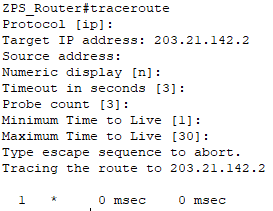 ZPS_Router#traceroute
Protocol [ip]:
Target IP address: 203.21.142.2
Source address:
Numeric display [n]:
Timeout in seconds [3]:
Probe count [3]:
Minimum Time to Live [1]:
Maximum Time to Live [30]:
Type escape sequence to abort.
Tracing the route to 203.21.142.2
1 * 0 msec 0 msec